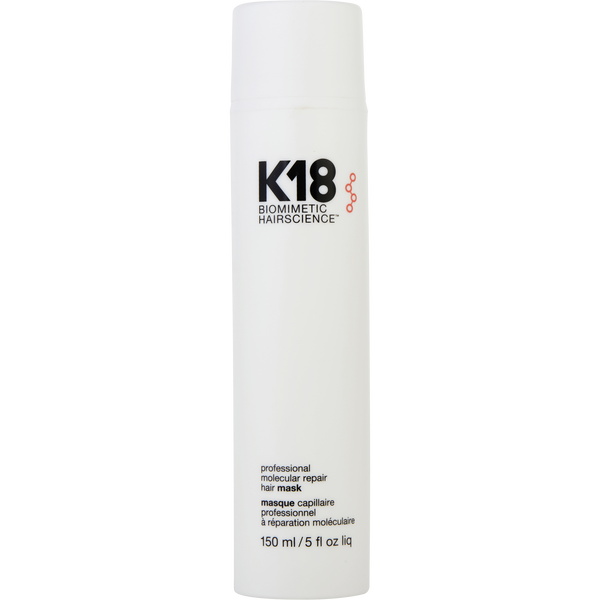 K18
BIOMIMETIC
HAIRSCIENCE™
professional
molecular repair
hair mask
masque capillaire
professionnel
à réparation moléculaire
150 ml/5 fl oz liq